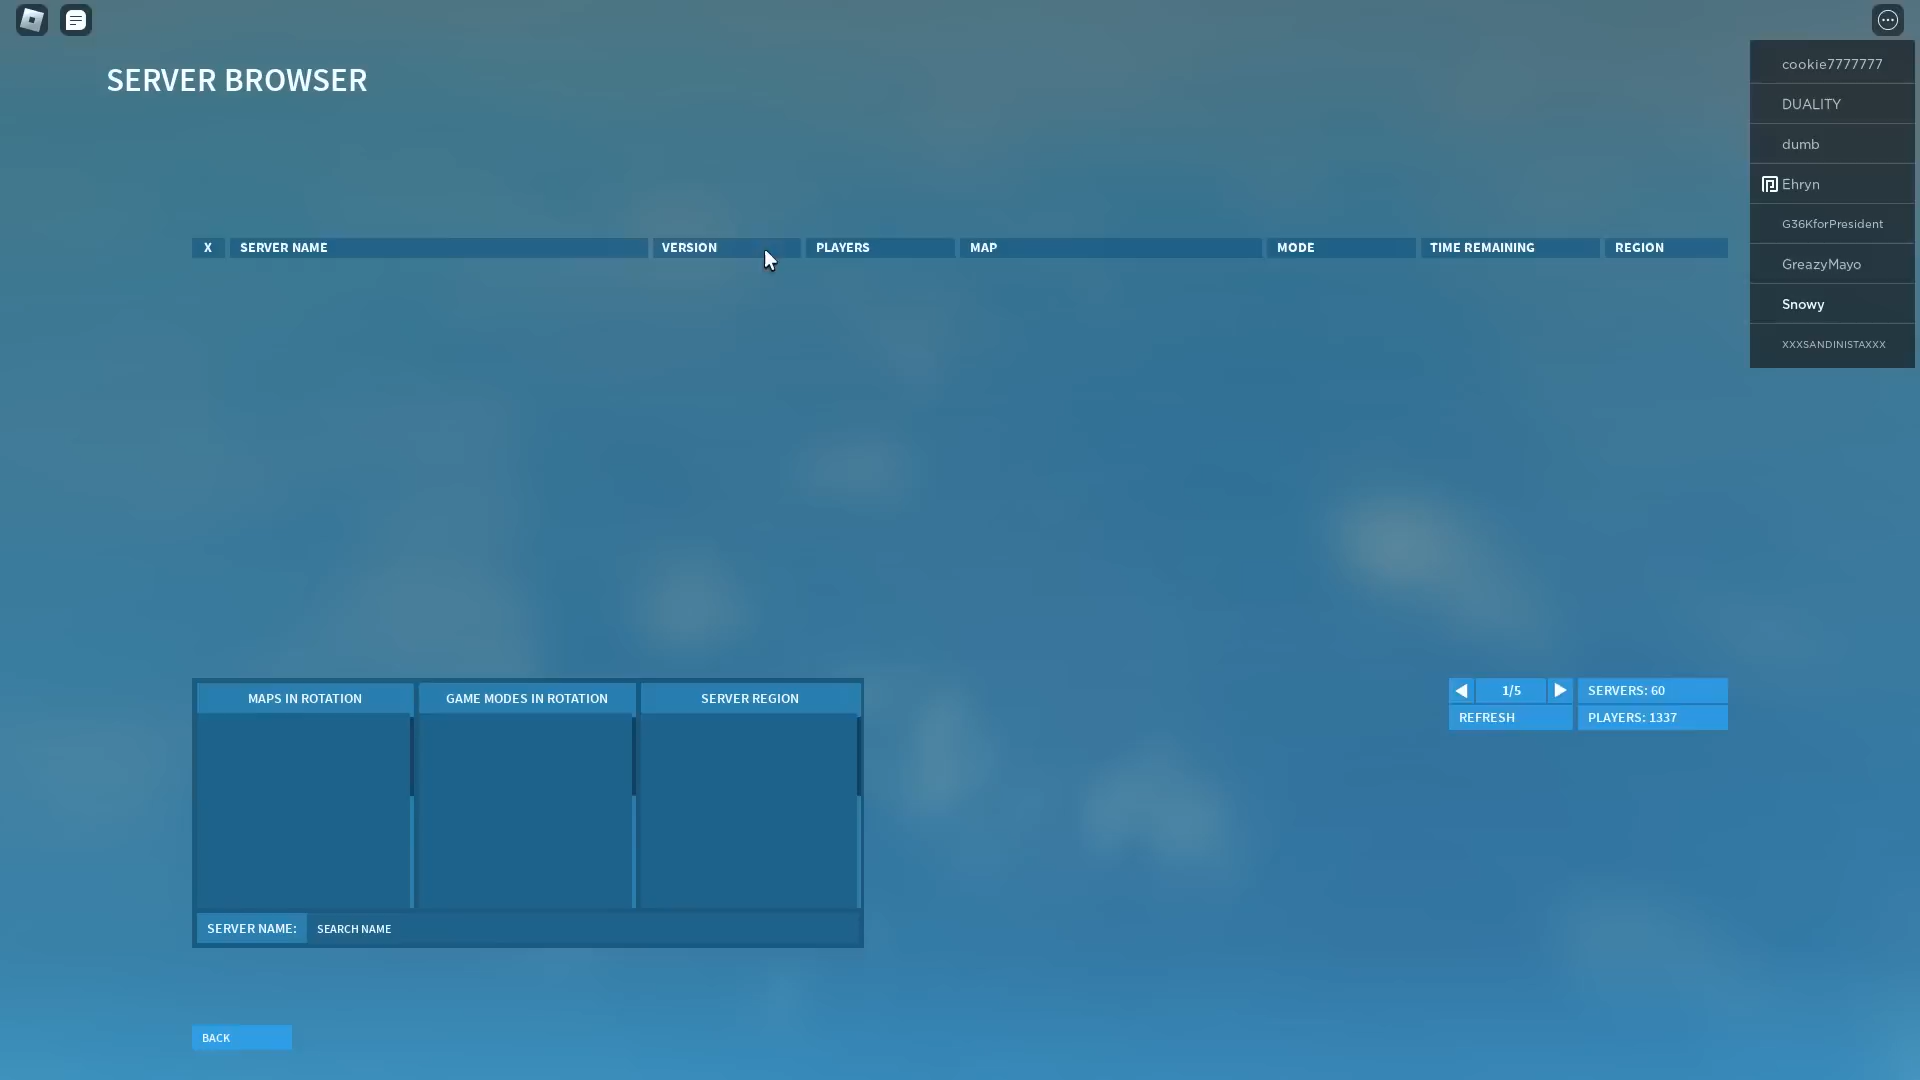 SERVER BROWSER
cookie7777777
DUALITY
dumb
Ehryn
G36KforPresident
GreazyMayo
Snowy
XXXSANDINISTAXXX
X SERVER NAME VERSION PLAYERS MAP MODE TIME REMAINING REGION
MAPS IN ROTATION GAME MODES IN ROTATION SERVER REGION
1/5 SERVERS: 60
REFRESH PLAYERS: 1337
SERVER NAME: SEARCH NAME
BACK